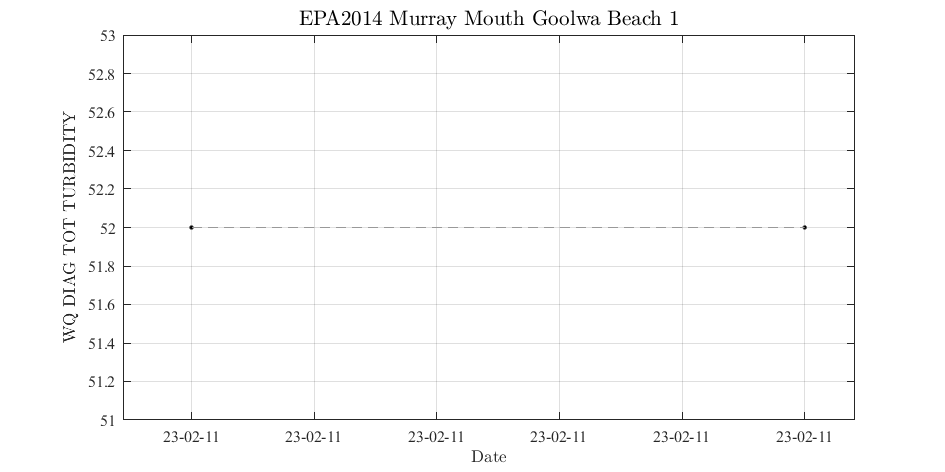 EPA2014 Murray Mouth Goolwa Beach 1
53
52.8
52.6
52.4
52.2
52
51.8
51.6
51.4
51.2
51
WQ DIAG TOT TURBIDITY
23-02-11 23-02-11 23-02-11 23-02-11 23-02-11 23-02-11
Date